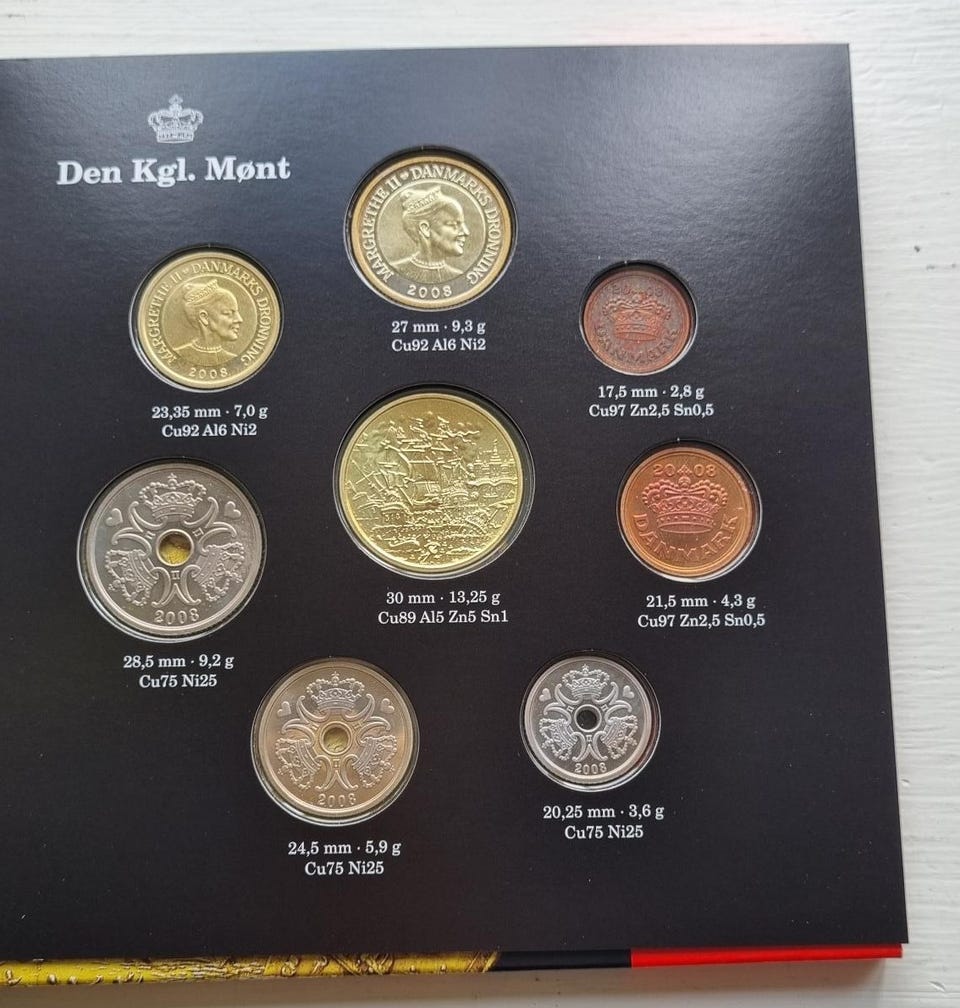 Den Kgl. Mønt
MARGRETHE II DANMARKS DRONNING
2008
27 mm · 9,3 g
Cu92 Al6 Ni2
MARGRETHE II DANMARKS DRONNING
2008
23,35 mm · 7,0 g
Cu92 Al6 Ni2
DANMARK
17,5 mm · 2,8 g
Cu97 Zn2,5 Sn0,5
2008
28,5 mm · 9,2 g
Cu75 Ni25
30 mm · 13,25 g
Cu89 Al5 Zn5 Sn1
20 08
DANMARK
21,5 mm · 4,3 g
Cu97 Zn2,5 Sn0,5
2008
24,5 mm · 5,9 g
Cu75 Ni25
2008
20,25 mm · 3,6 g
Cu75 Ni25